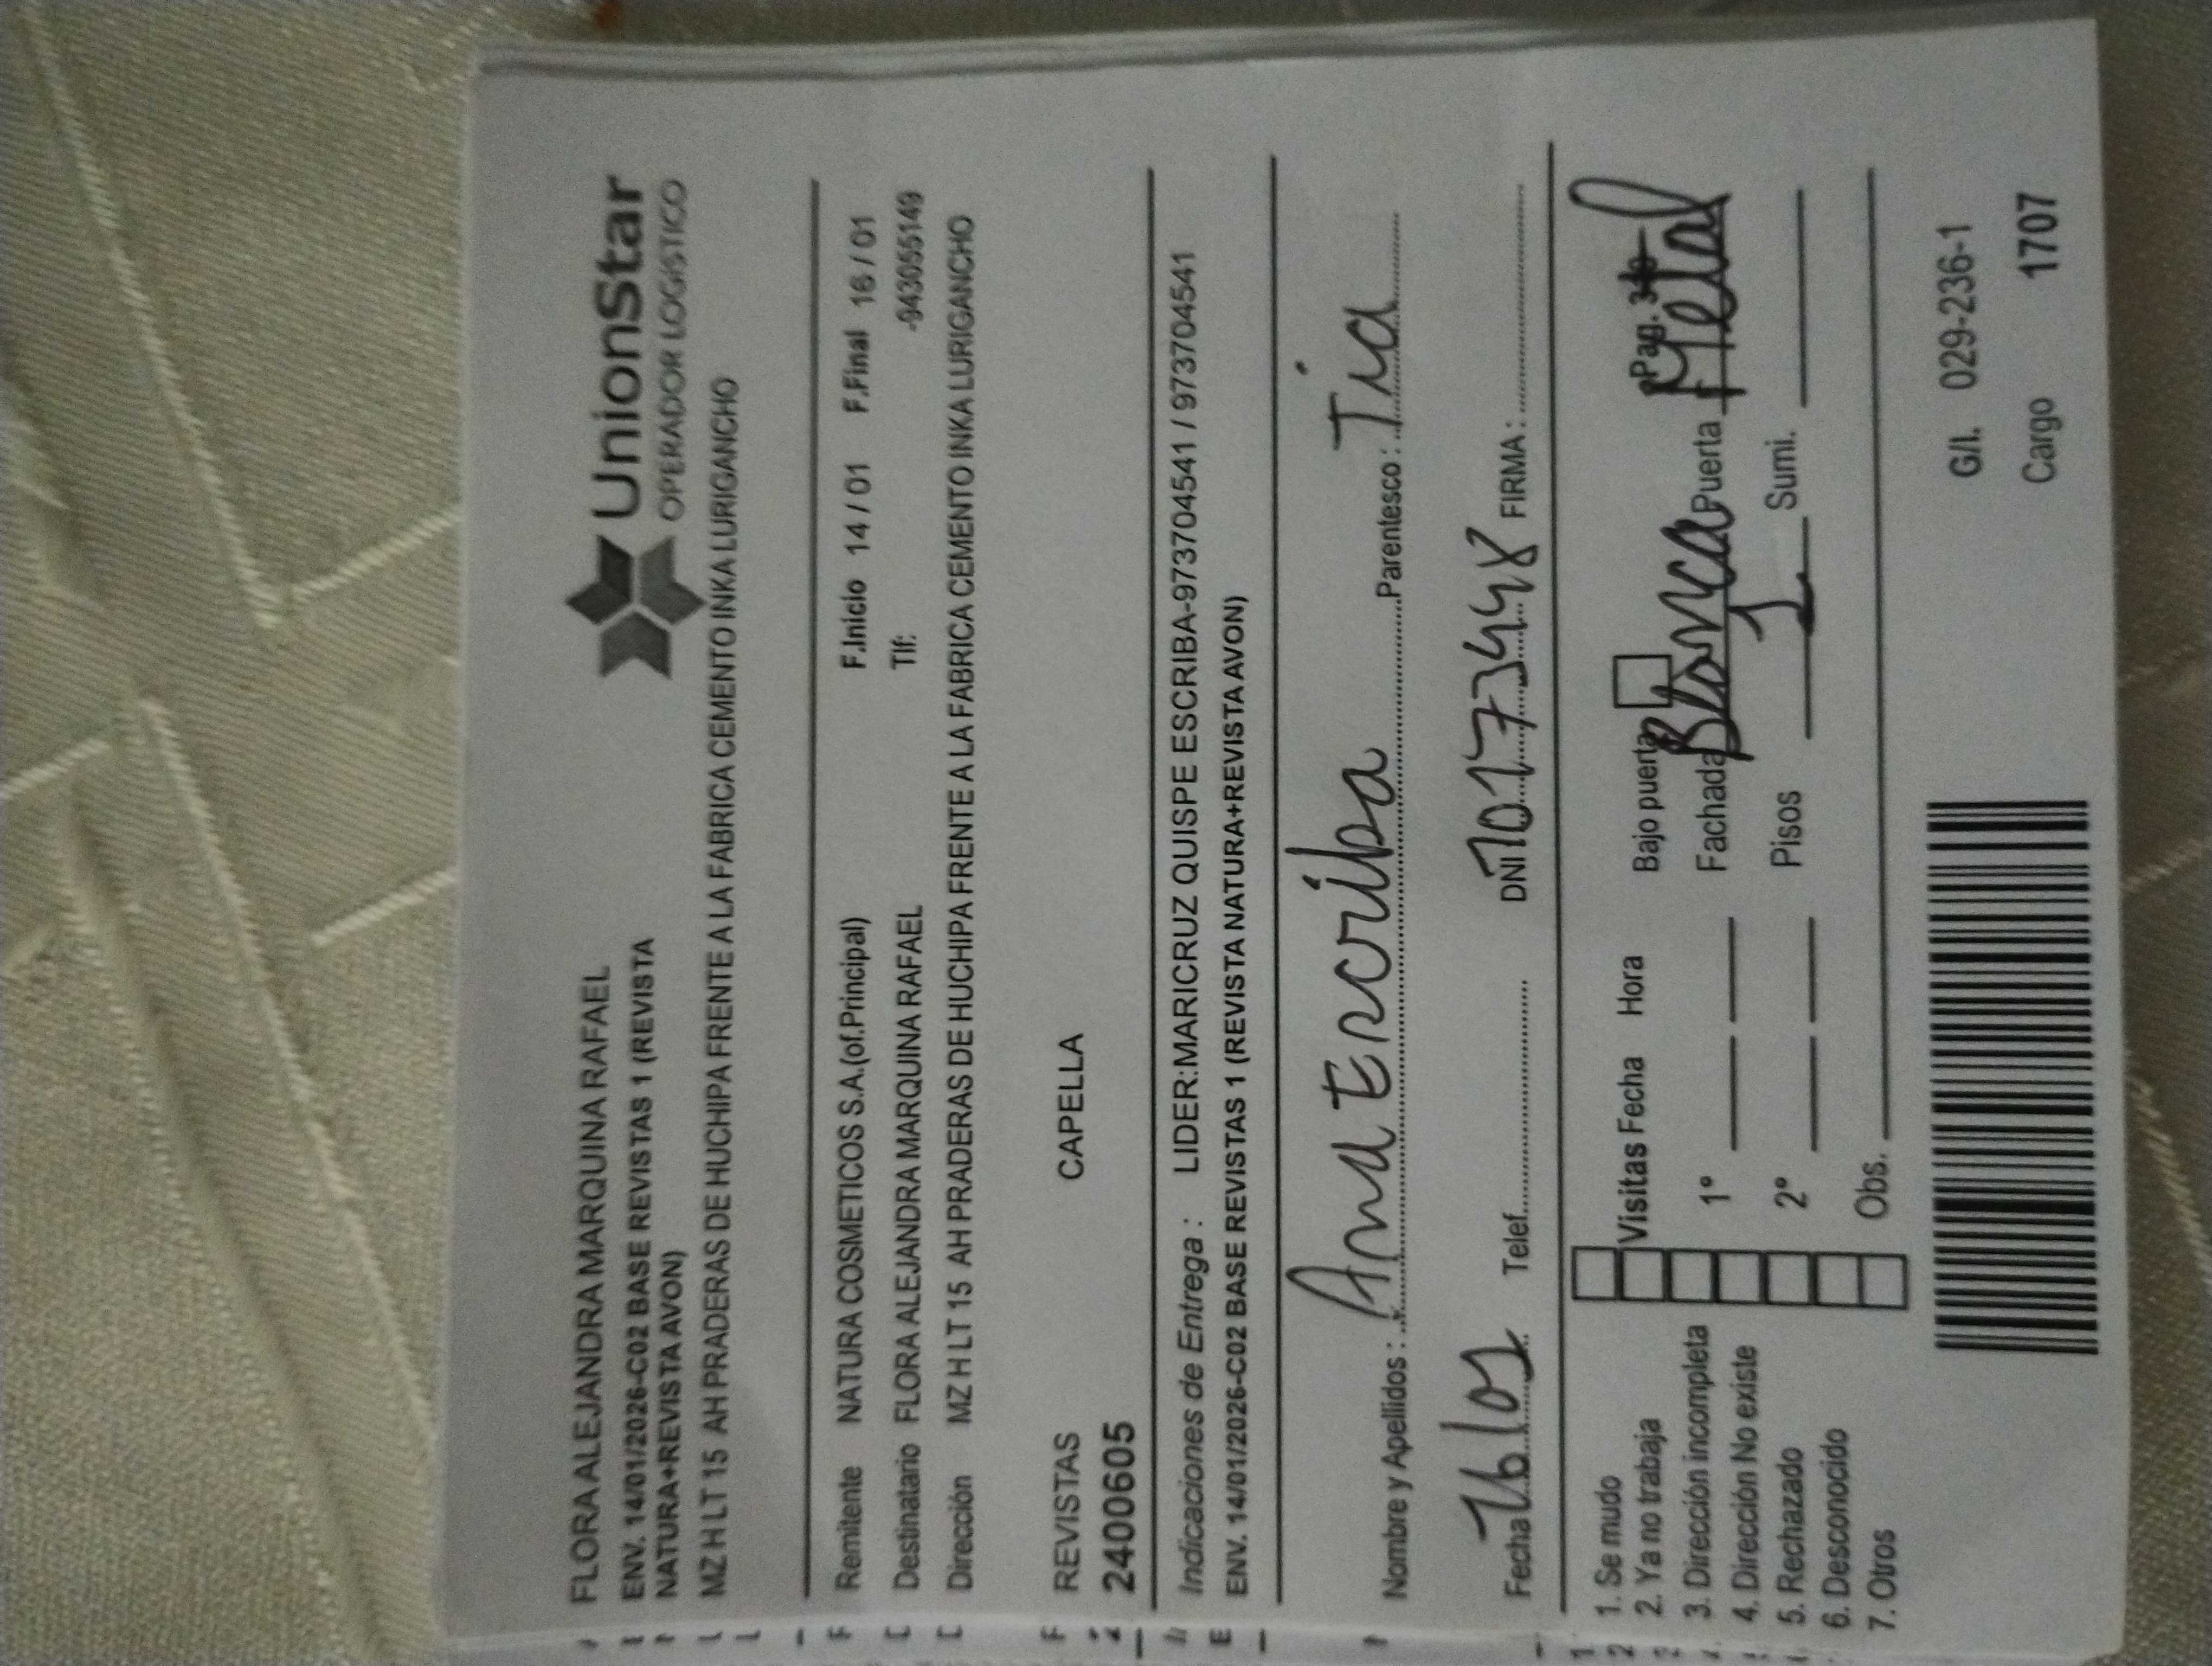 UnionStar
OPERADOR LOGISTICO
FLORA ALEJANDRA MARQUINA RAFAEL
ENV. 14/01/2026-C02 BASE REVISTAS 1 (REVISTA
NATURA+REVISTA AVON)
MZ H LT 15 AH PRADERAS DE HUCHIPA FRENTE A LA FABRICA CEMENTO INKA LURIGANCHO
Remitente NATURA COSMETICOS S.A.(of.Principal) F.Inicio 14 / 01 F.Final 16 / 01
Destinatario FLORA ALEJANDRA MARQUINA RAFAEL Tlf: -943055149
Dirección MZ H LT 15 AH PRADERAS DE HUCHIPA FRENTE A LA FABRICA CEMENTO INKA LURIGANCHO
REVISTAS CAPELLA
2400605
Indicaciones de Entrega : LIDER:MARICRUZ QUISPE ESCRIBA-973704541 / 973704541
ENV. 14/01/2026-C02 BASE REVISTAS 1 (REVISTA NATURA+REVISTA AVON)
Nombre y Apellidos : Ana Escriba Parentesco : Tia
Fecha 16/01 Telef. DNI 70173448 FIRMA :
1. Se mudo
2. Ya no trabaja Visitas Fecha Hora Bajo puerta Pag.
3. Dirección incompleta 1° Fachada Blanca Puerta Metal
4. Dirección No existe
5. Rechazado 2° Pisos 1 Sumi.
6. Desconocido
7. Otros Obs.
G/I. 029-236-1
Cargo 1707